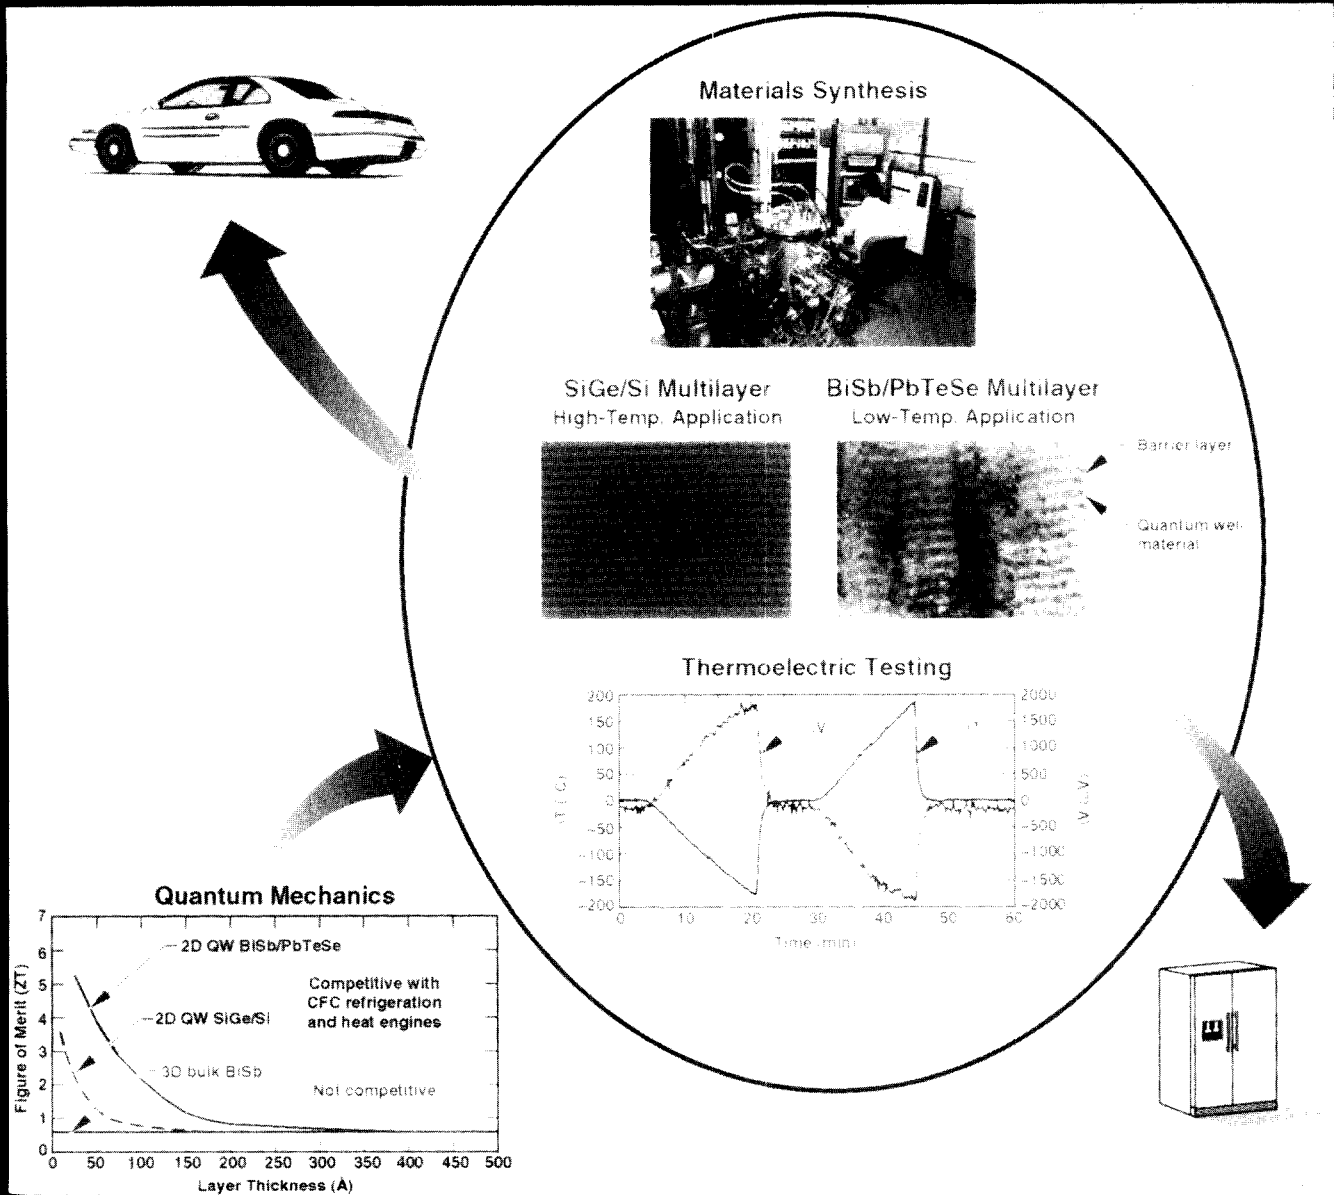 Materials Synthesis
SiGe/Si Multilayer
High-Temp. Application
BiSb/PbTeSe Multilayer
Low-Temp. Application
Barrier layer
Quantum well
material
Thermoelectric Testing
200
150
100
50
0
-50
-100
-150
-200
2000
1500
1000
500
0
-500
-1000
-1500
-2000
0 10 20 30 40 50 60
Time (min)
Quantum Mechanics
Figure of Merit (ZT)
7
6
5
4
3
2
1
0
2D QW BiSb/PbTeSe
Competitive with
CFC refrigeration
and heat engines
2D QW SiGe/Si
3D bulk BiSb
Not competitive
0 50 100 150 200 250 300 350 400 450 500
Layer Thickness (Å)